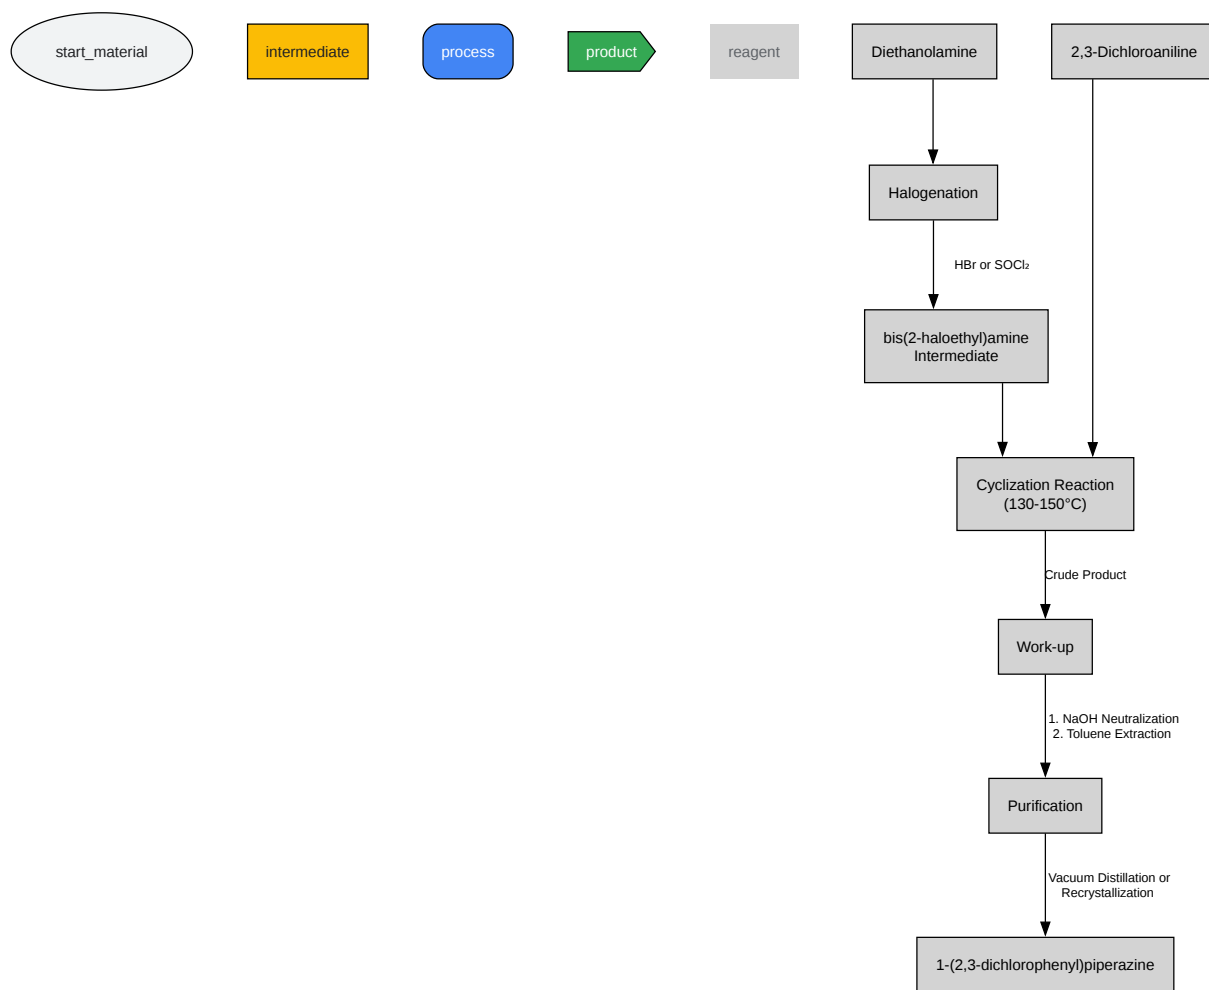 start_material
intermediate
process
product
reagent
Diethanolamine
2,3-Dichloroaniline
Halogenation
HBr or SOCl₂
bis(2-haloethyl)amine
Intermediate
Cyclization Reaction
(130-150°C)
Crude Product
Work-up
1. NaOH Neutralization
2. Toluene Extraction
Purification
Vacuum Distillation or
Recrystallization
1-(2,3-dichlorophenyl)piperazine